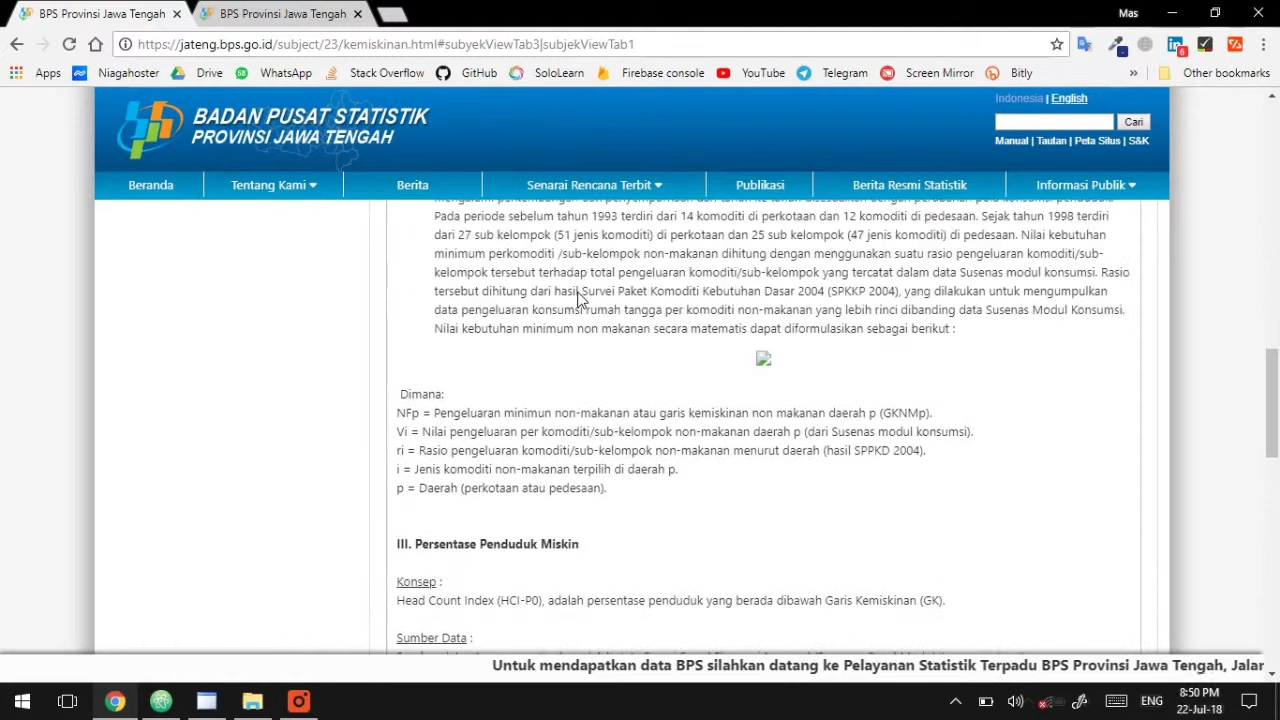 BPS Provinsi Jawa Tengah
BPS Provinsi Jawa Tengah
Mas
https://jateng.bps.go.id/subject/23/kemiskinan.html#subyekViewTab3|subjekViewTab1
6
Apps Niagahoster Drive WhatsApp Stack Overflow GitHub SoloLearn Firebase console YouTube Telegram Screen Mirror Bitly » Other bookmarks
BADAN PUSAT STATISTIK
PROVINSI JAWA TENGAH
Indonesia | English
Cari
Manual | Tautan | Peta Situs | S&K
Beranda Tentang Kami Berita Senarai Rencana Terbit Publikasi Berita Resmi Statistik Informasi Publik
Pada periode sebelum tahun 1993 terdiri dari 14 komoditi di perkotaan dan 12 komoditi di pedesaan. Sejak tahun 1998 terdiri
dari 27 sub kelompok (51 jenis komoditi) di perkotaan dan 25 sub kelompok (47 jenis komoditi) di pedesaan. Nilai kebutuhan
minimum perkomoditi /sub-kelompok non-makanan dihitung dengan menggunakan suatu rasio pengeluaran komoditi/sub-
kelompok tersebut terhadap total pengeluaran komoditi/sub-kelompok yang tercatat dalam data Susenas modul konsumsi. Rasio
tersebut dihitung dari hasil Survei Paket Komoditi Kebutuhan Dasar 2004 (SPKKP 2004), yang dilakukan untuk mengumpulkan
data pengeluaran konsumsi rumah tangga per komoditi non-makanan yang lebih rinci dibanding data Susenas Modul Konsumsi.
Nilai kebutuhan minimum non makanan secara matematis dapat diformulasikan sebagai berikut :
Dimana:
NFp = Pengeluaran minimun non-makanan atau garis kemiskinan non makanan daerah p (GKNMp).
Vi = Nilai pengeluaran per komoditi/sub-kelompok non-makanan daerah p (dari Susenas modul konsumsi).
ri = Rasio pengeluaran komoditi/sub-kelompok non-makanan menurut daerah (hasil SPPKD 2004).
i = Jenis komoditi non-makanan terpilih di daerah p.
p = Daerah (perkotaan atau pedesaan).
III. Persentase Penduduk Miskin
Konsep :
Head Count Index (HCI-P0), adalah persentase penduduk yang berada dibawah Garis Kemiskinan (GK).
Sumber Data :
Untuk mendapatkan data BPS silahkan datang ke Pelayanan Statistik Terpadu BPS Provinsi Jawa Tengah, Jalan
ENG
8:50 PM
22-Jul-18